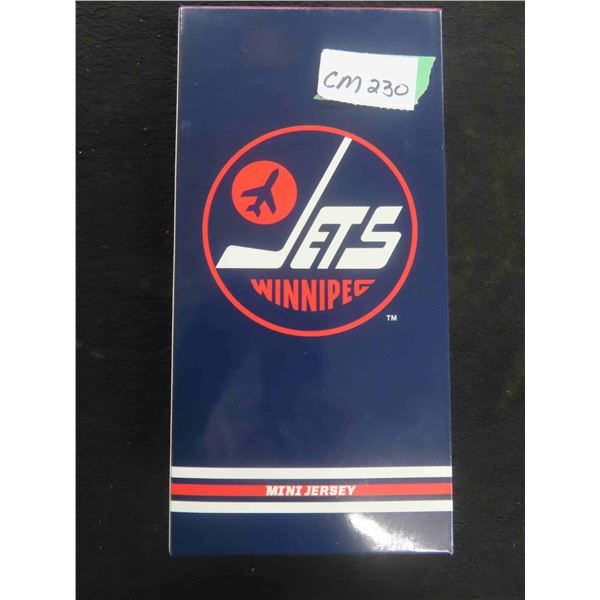 CM 230
JETS
WINNIPEG
TM
MINI JERSEY